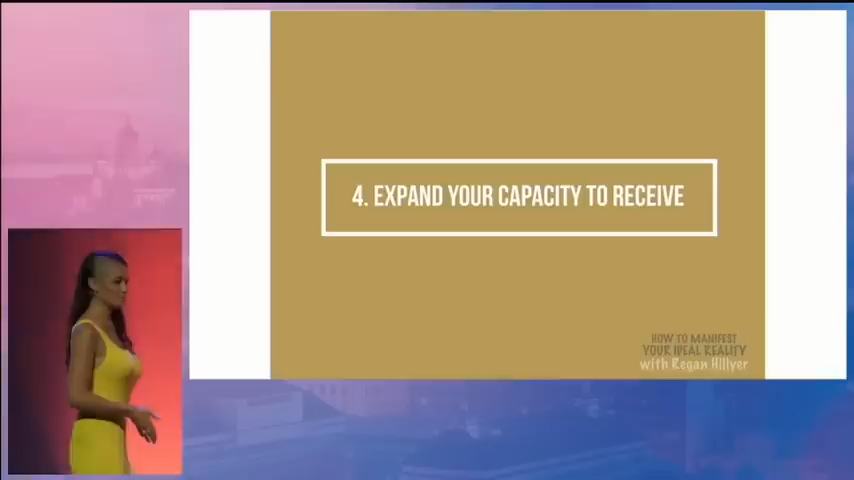 4. EXPAND YOUR CAPACITY TO RECEIVE
HOW TO MANIFEST
YOUR IDEAL REALITY
with Regan Hillyer